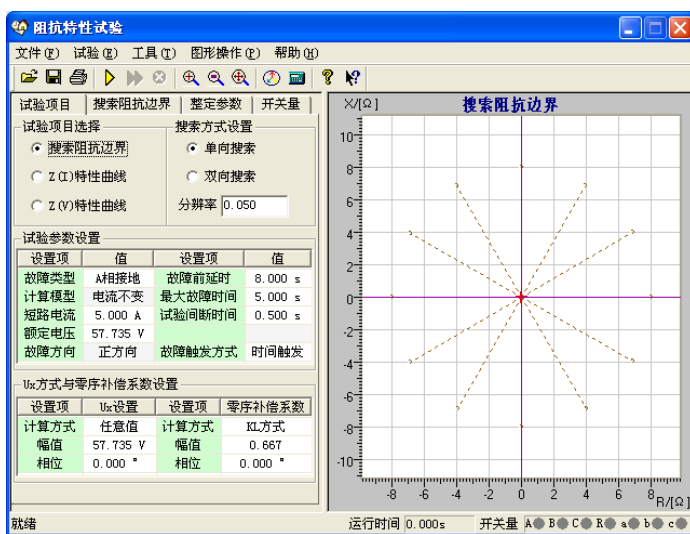 阻抗特性试验
文件(F) 试验(E) 工具(T) 图形操作(P) 帮助(H)
试验项目 搜索阻抗边界 整定参数 开关量
试验项目选择 搜索方式设置
搜索阻抗边界 单向搜索
Z(I)特性曲线 双向搜索
Z(V)特性曲线 分辨率 0.050
试验参数设置
设置项 值 设置项 值
故障类型 A相接地 故障前延时 8.000 s
计算模型 电流不变 最大故障时间 5.000 s
短路电流 5.000 A 试验间断时间 0.500 s
额定电压 57.735 V
故障方向 正方向 故障触发方式 时间触发
Ux方式与零序补偿系数设置
设置项 Ux设置 设置项 零序补偿系数
计算方式 任意值 计算方式 KL方式
幅值 57.735 V 幅值 0.667
相位 0.000 ° 相位 0.000 °
X/[Ω] 搜索阻抗边界
10
8
6
4
2
0
-2
-4
-6
-8
-10
-8 -6 -4 -2 0 2 4 6 8 R/[Ω]
就绪 运行时间 0.000s 开关量 A B C R a b c